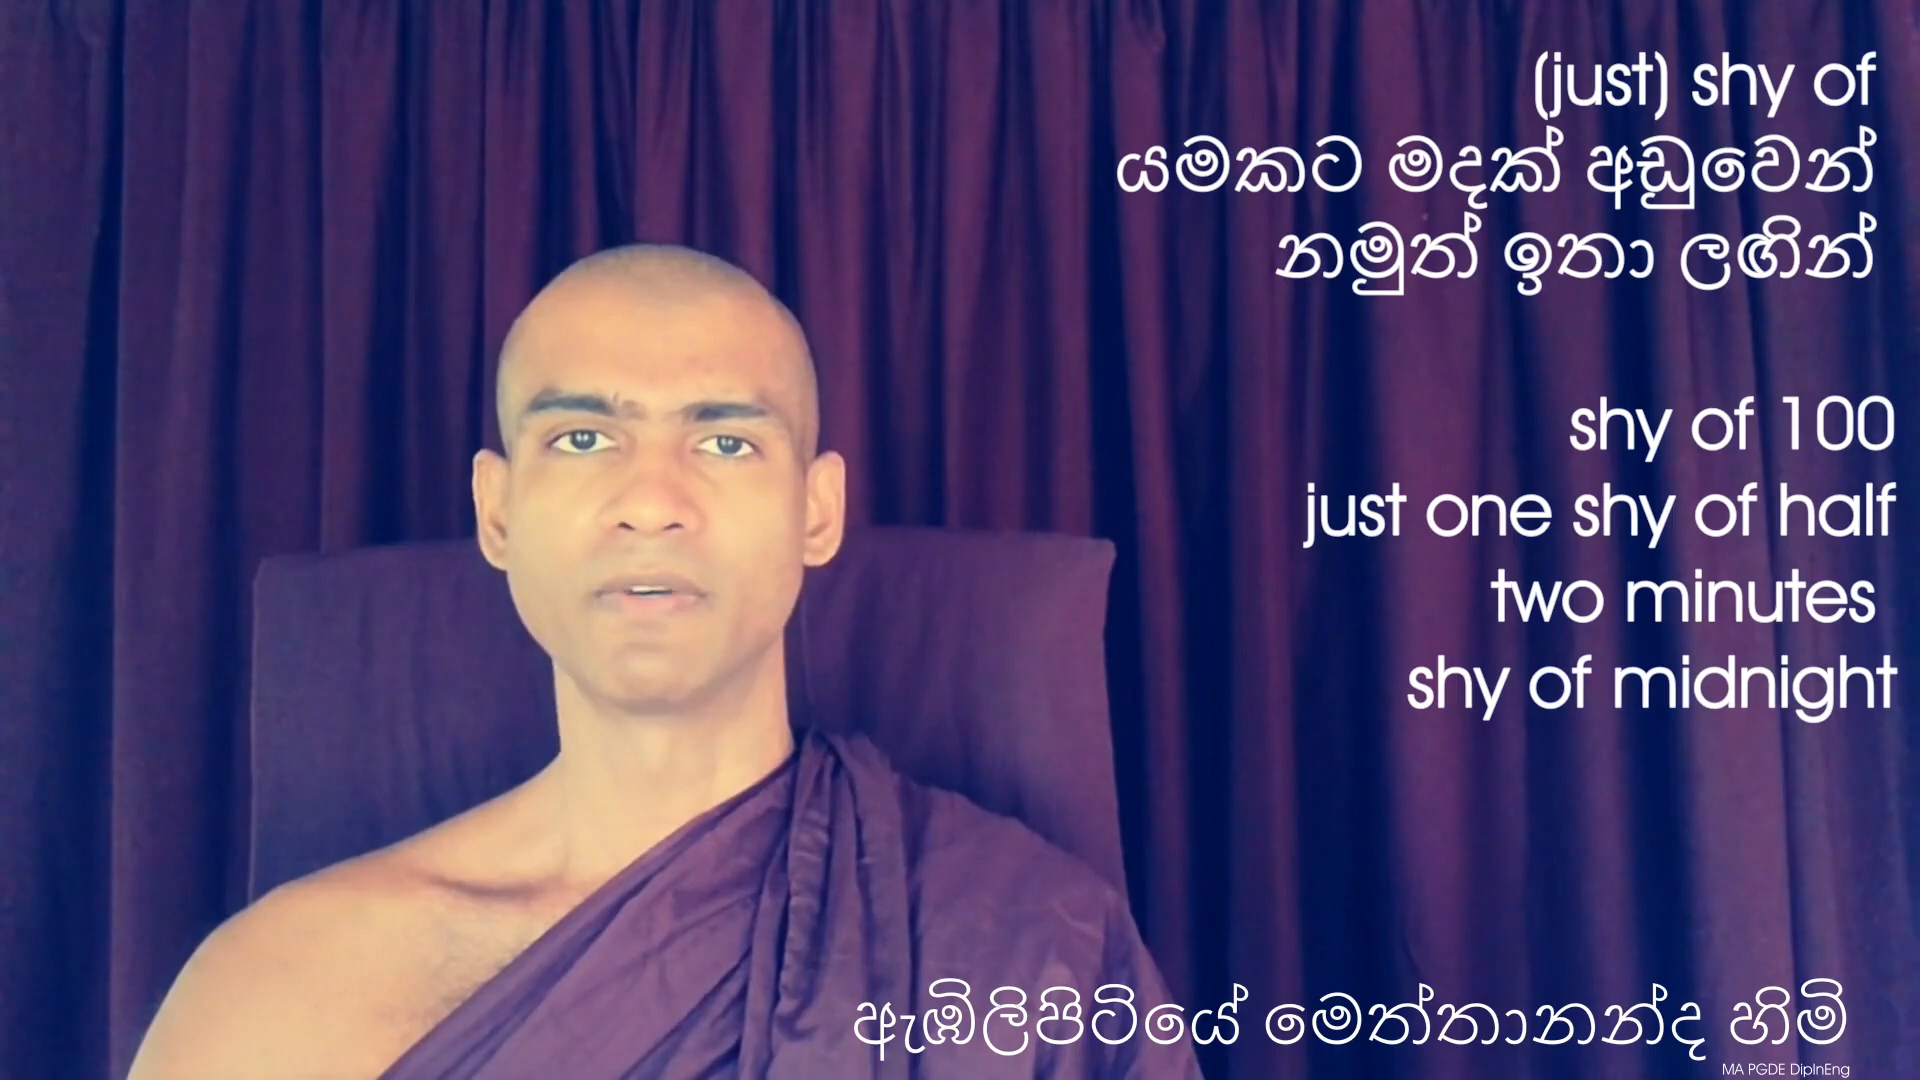 (just) shy of
යමකට මදක් අඩුවෙන්
නමුත් ඉතා ලඟින්
shy of 100
just one shy of half
two minutes
shy of midnight
ඇඹිලිපිටියේ මෙත්තානන්ද හිමි
MA PGDE DipInEng